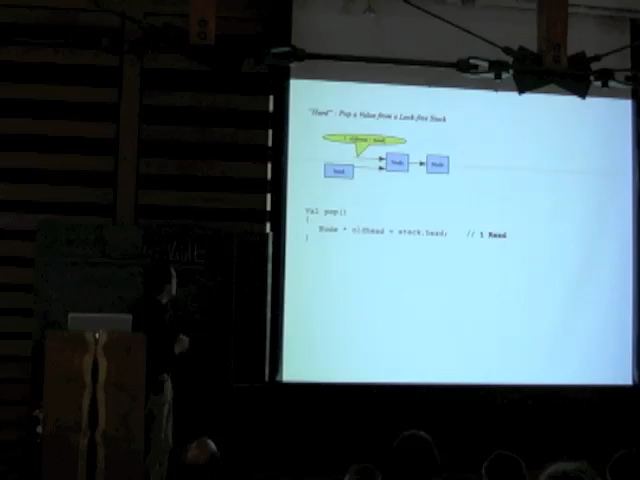 "Hard": Pop a Value from a Lock-free Stack
1. oldhead = head;
head
Node
Node
Val pop()
{
Node * oldhead = stack.head; // 1 Read
}